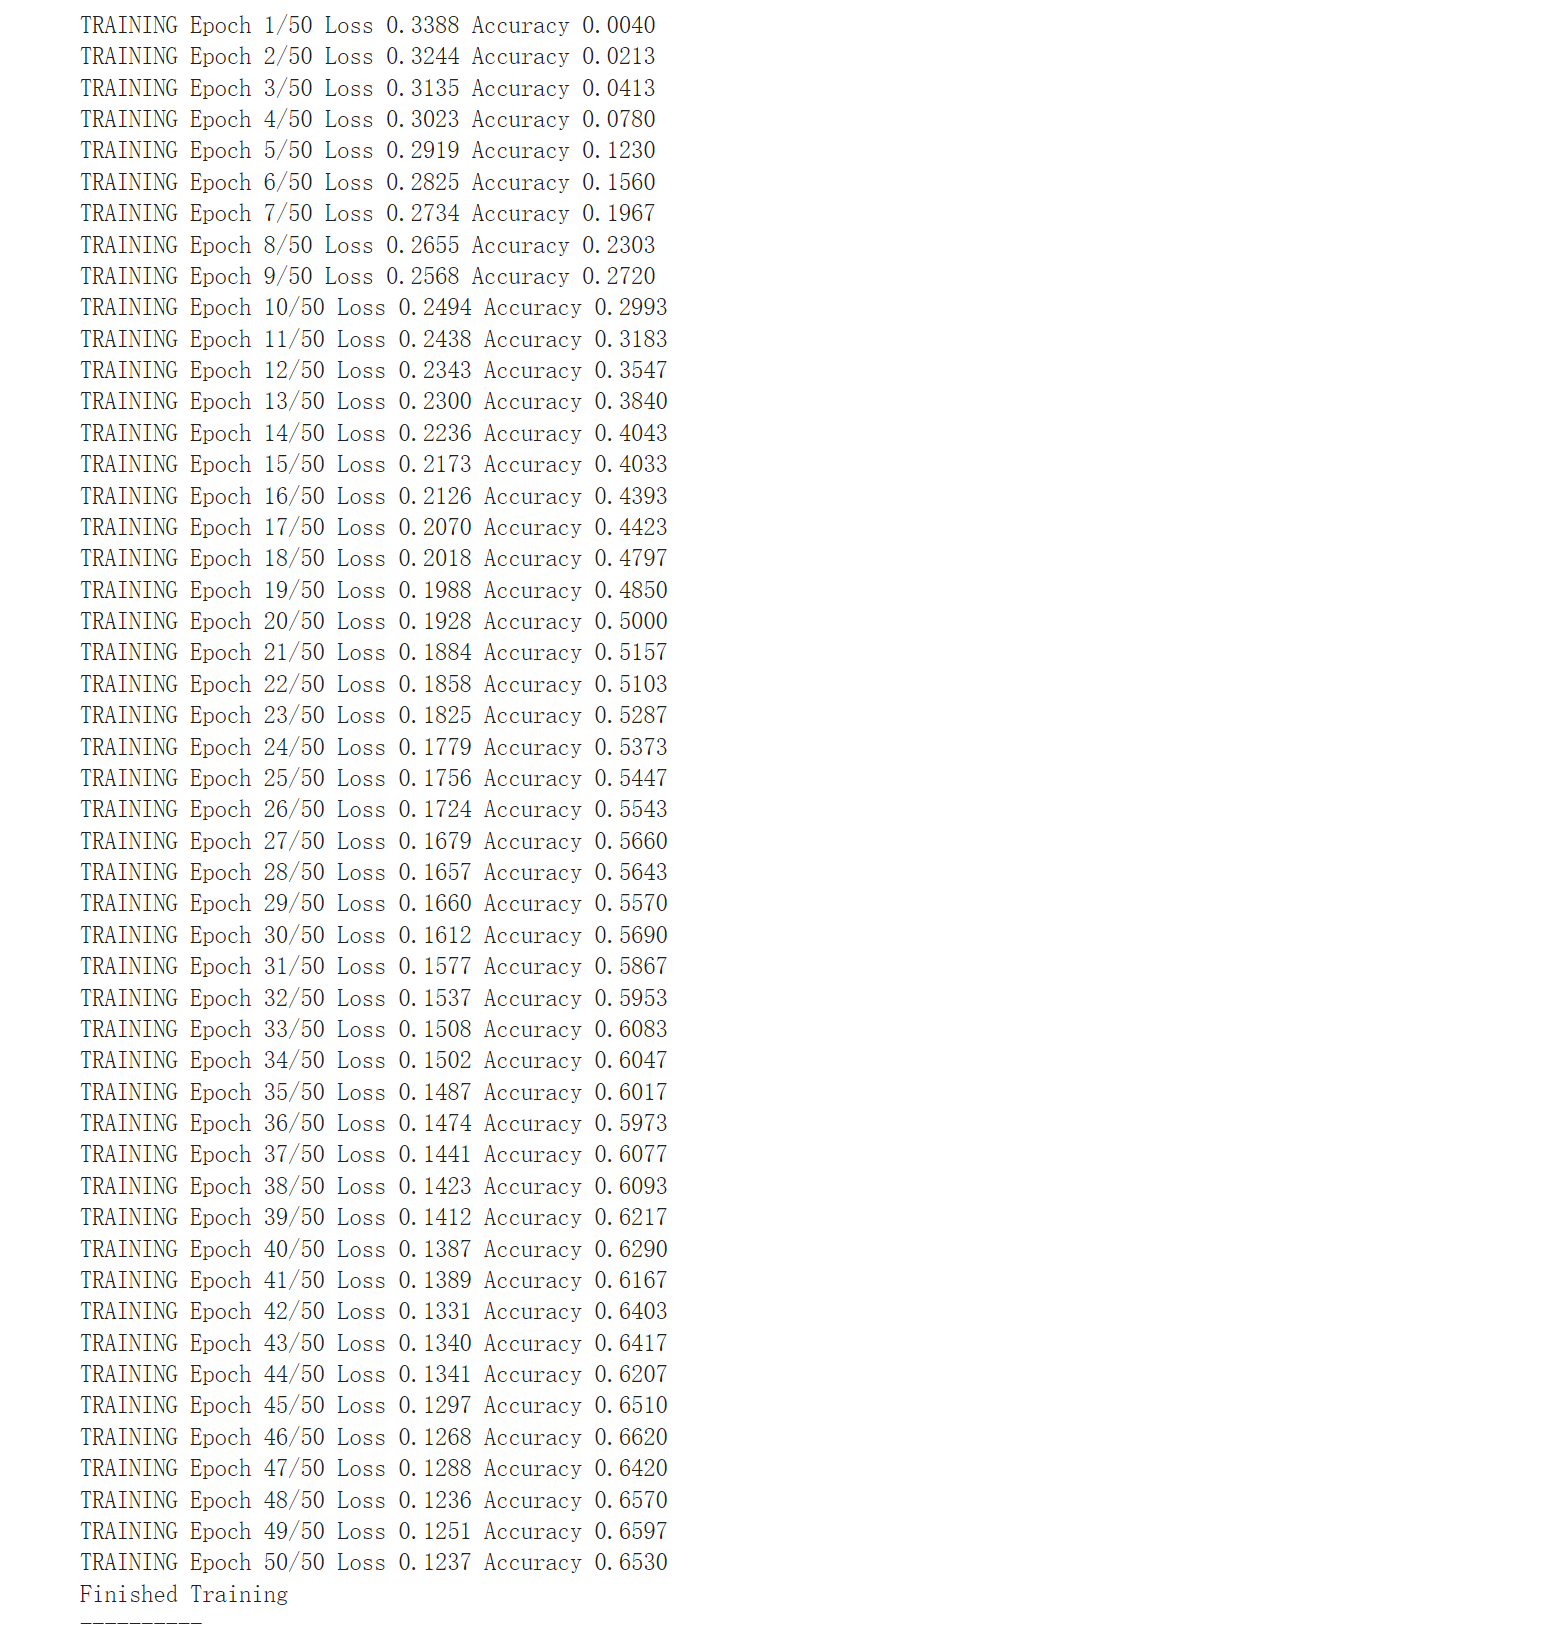 TRAINING Epoch 1/50 Loss 0.3388 Accuracy 0.0040
TRAINING Epoch 2/50 Loss 0.3244 Accuracy 0.0213
TRAINING Epoch 3/50 Loss 0.3135 Accuracy 0.0413
TRAINING Epoch 4/50 Loss 0.3023 Accuracy 0.0780
TRAINING Epoch 5/50 Loss 0.2919 Accuracy 0.1230
TRAINING Epoch 6/50 Loss 0.2825 Accuracy 0.1560
TRAINING Epoch 7/50 Loss 0.2734 Accuracy 0.1967
TRAINING Epoch 8/50 Loss 0.2655 Accuracy 0.2303
TRAINING Epoch 9/50 Loss 0.2568 Accuracy 0.2720
TRAINING Epoch 10/50 Loss 0.2494 Accuracy 0.2993
TRAINING Epoch 11/50 Loss 0.2438 Accuracy 0.3183
TRAINING Epoch 12/50 Loss 0.2343 Accuracy 0.3547
TRAINING Epoch 13/50 Loss 0.2300 Accuracy 0.3840
TRAINING Epoch 14/50 Loss 0.2236 Accuracy 0.4043
TRAINING Epoch 15/50 Loss 0.2173 Accuracy 0.4033
TRAINING Epoch 16/50 Loss 0.2126 Accuracy 0.4393
TRAINING Epoch 17/50 Loss 0.2070 Accuracy 0.4423
TRAINING Epoch 18/50 Loss 0.2018 Accuracy 0.4797
TRAINING Epoch 19/50 Loss 0.1988 Accuracy 0.4850
TRAINING Epoch 20/50 Loss 0.1928 Accuracy 0.5000
TRAINING Epoch 21/50 Loss 0.1884 Accuracy 0.5157
TRAINING Epoch 22/50 Loss 0.1858 Accuracy 0.5103
TRAINING Epoch 23/50 Loss 0.1825 Accuracy 0.5287
TRAINING Epoch 24/50 Loss 0.1779 Accuracy 0.5373
TRAINING Epoch 25/50 Loss 0.1756 Accuracy 0.5447
TRAINING Epoch 26/50 Loss 0.1724 Accuracy 0.5543
TRAINING Epoch 27/50 Loss 0.1679 Accuracy 0.5660
TRAINING Epoch 28/50 Loss 0.1657 Accuracy 0.5643
TRAINING Epoch 29/50 Loss 0.1660 Accuracy 0.5570
TRAINING Epoch 30/50 Loss 0.1612 Accuracy 0.5690
TRAINING Epoch 31/50 Loss 0.1577 Accuracy 0.5867
TRAINING Epoch 32/50 Loss 0.1537 Accuracy 0.5953
TRAINING Epoch 33/50 Loss 0.1508 Accuracy 0.6083
TRAINING Epoch 34/50 Loss 0.1502 Accuracy 0.6047
TRAINING Epoch 35/50 Loss 0.1487 Accuracy 0.6017
TRAINING Epoch 36/50 Loss 0.1474 Accuracy 0.5973
TRAINING Epoch 37/50 Loss 0.1441 Accuracy 0.6077
TRAINING Epoch 38/50 Loss 0.1423 Accuracy 0.6093
TRAINING Epoch 39/50 Loss 0.1412 Accuracy 0.6217
TRAINING Epoch 40/50 Loss 0.1387 Accuracy 0.6290
TRAINING Epoch 41/50 Loss 0.1389 Accuracy 0.6167
TRAINING Epoch 42/50 Loss 0.1331 Accuracy 0.6403
TRAINING Epoch 43/50 Loss 0.1340 Accuracy 0.6417
TRAINING Epoch 44/50 Loss 0.1341 Accuracy 0.6207
TRAINING Epoch 45/50 Loss 0.1297 Accuracy 0.6510
TRAINING Epoch 46/50 Loss 0.1268 Accuracy 0.6620
TRAINING Epoch 47/50 Loss 0.1288 Accuracy 0.6420
TRAINING Epoch 48/50 Loss 0.1236 Accuracy 0.6570
TRAINING Epoch 49/50 Loss 0.1251 Accuracy 0.6597
TRAINING Epoch 50/50 Loss 0.1237 Accuracy 0.6530
Finished Training
----------